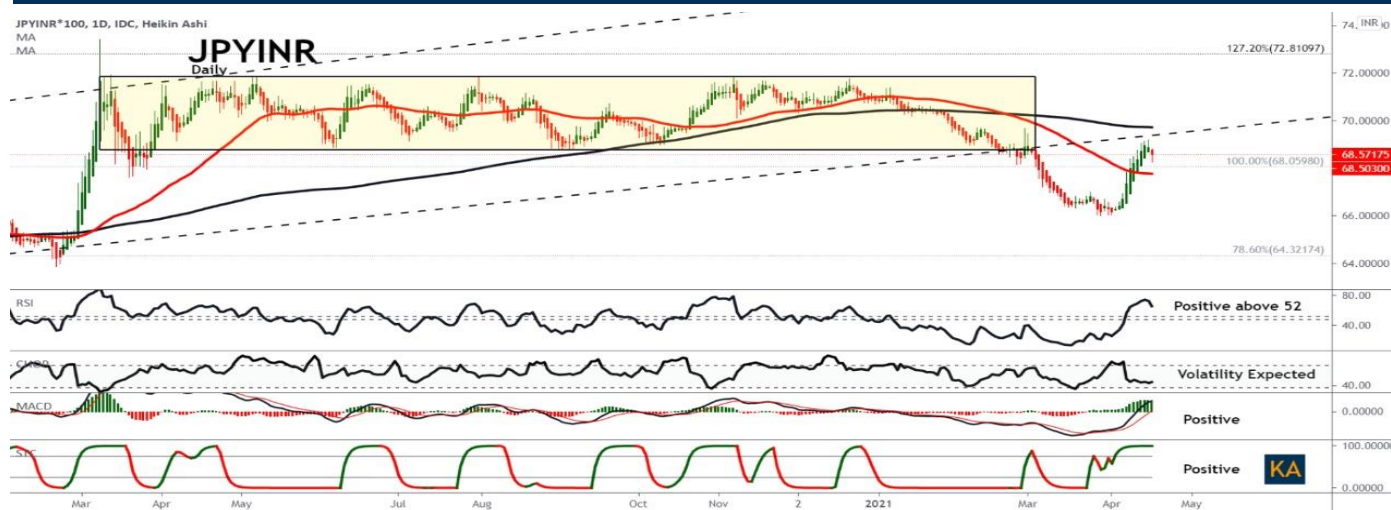 JPYINR*100, 1D, IDC, Heikin Ashi
MA
MA
JPYINR
Daily
INR
127.20%(72.81097)
72.00000
70.00000
68.57175
100.00%(68.05980)
68.50300
66.00000
78.60%(64.32174)
64.00000
RSI
80.00
Positive above 52
40.00
CHOP
Volatility Expected
40.00
MACD
0.00000
Positive
STC
100.00000
Positive
KA
0.00000
Mar Apr May Jul Aug Oct Nov 2 2021 Mar Apr May